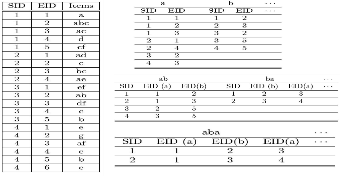 SID EID Items
1 1 a
1 2 abc
1 3 ac
1 4 d
1 5 cf
2 1 ad
2 2 c
2 3 bc
2 4 ae
3 1 ef
3 2 ab
3 3 df
3 4 c
3 5 b
4 1 e
4 2 g
4 3 af
4 4 c
4 5 b
4 6 c
a b ···
SID EID SID EID ···
1 1 1 2
1 2 2 3
1 3 3 2
2 1 3 5
2 4 4 5
3 2
4 3
ab ba ···
SID EID (a) EID(b) SID EID (b) EID(a) ···
1 1 2 1 2 3
2 1 3 2 3 4
3 2 5
4 3 5
aba ···
SID EID (a) EID(b) EID(a) ···
1 1 2 3
2 1 3 4